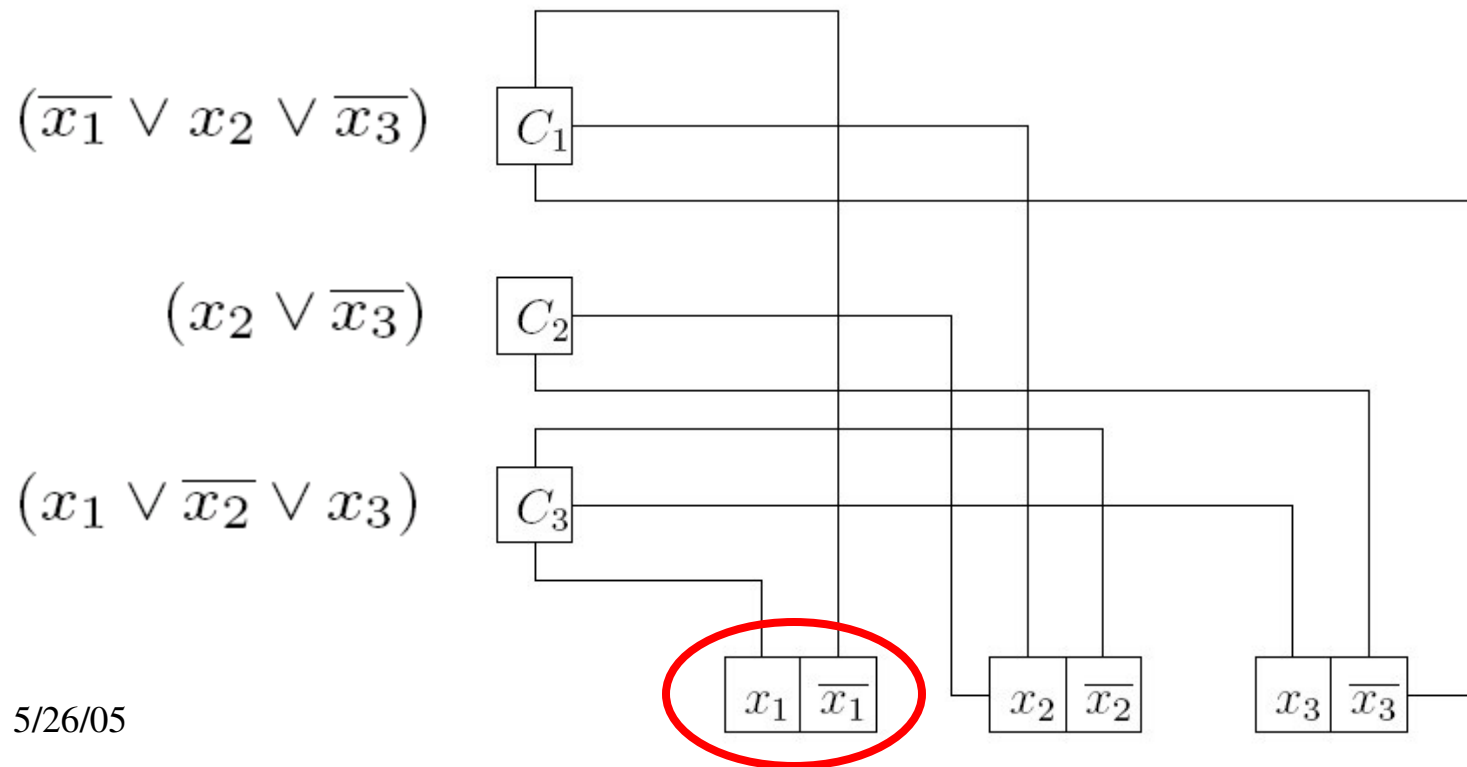 (x̅₁ ∨ x₂ ∨ x̅₃) C₁
(x₂ ∨ x̅₃) C₂
(x₁ ∨ x̅₂ ∨ x₃) C₃
x₁ x̅₁ x₂ x̅₂ x₃ x̅₃
5/26/05